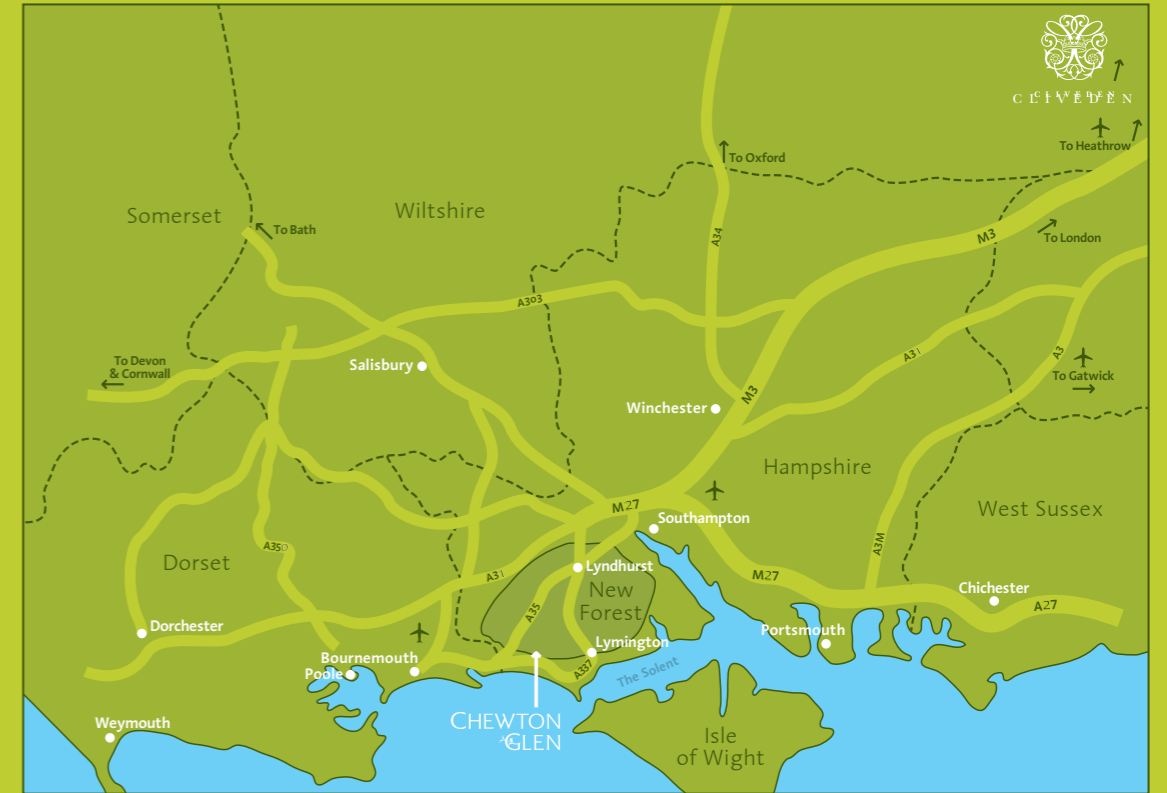 CLIVEDEN
To Heathrow
To Oxford
Somerset
Wiltshire
To Bath
A34
M3
To London
A303
To Devon
& Cornwall
Salisbury
A31
A3
To Gatwick
Winchester
M3
Hampshire
M27
Southampton
West Sussex
A350
Dorset
Lyndhurst
A31
New
Forest
A35
A3M
M27
Chichester
A27
Dorchester
Portsmouth
Lymington
Bournemouth
Poole
A337
The Solent
Weymouth
CHEWTON
GLEN
Isle
of Wight